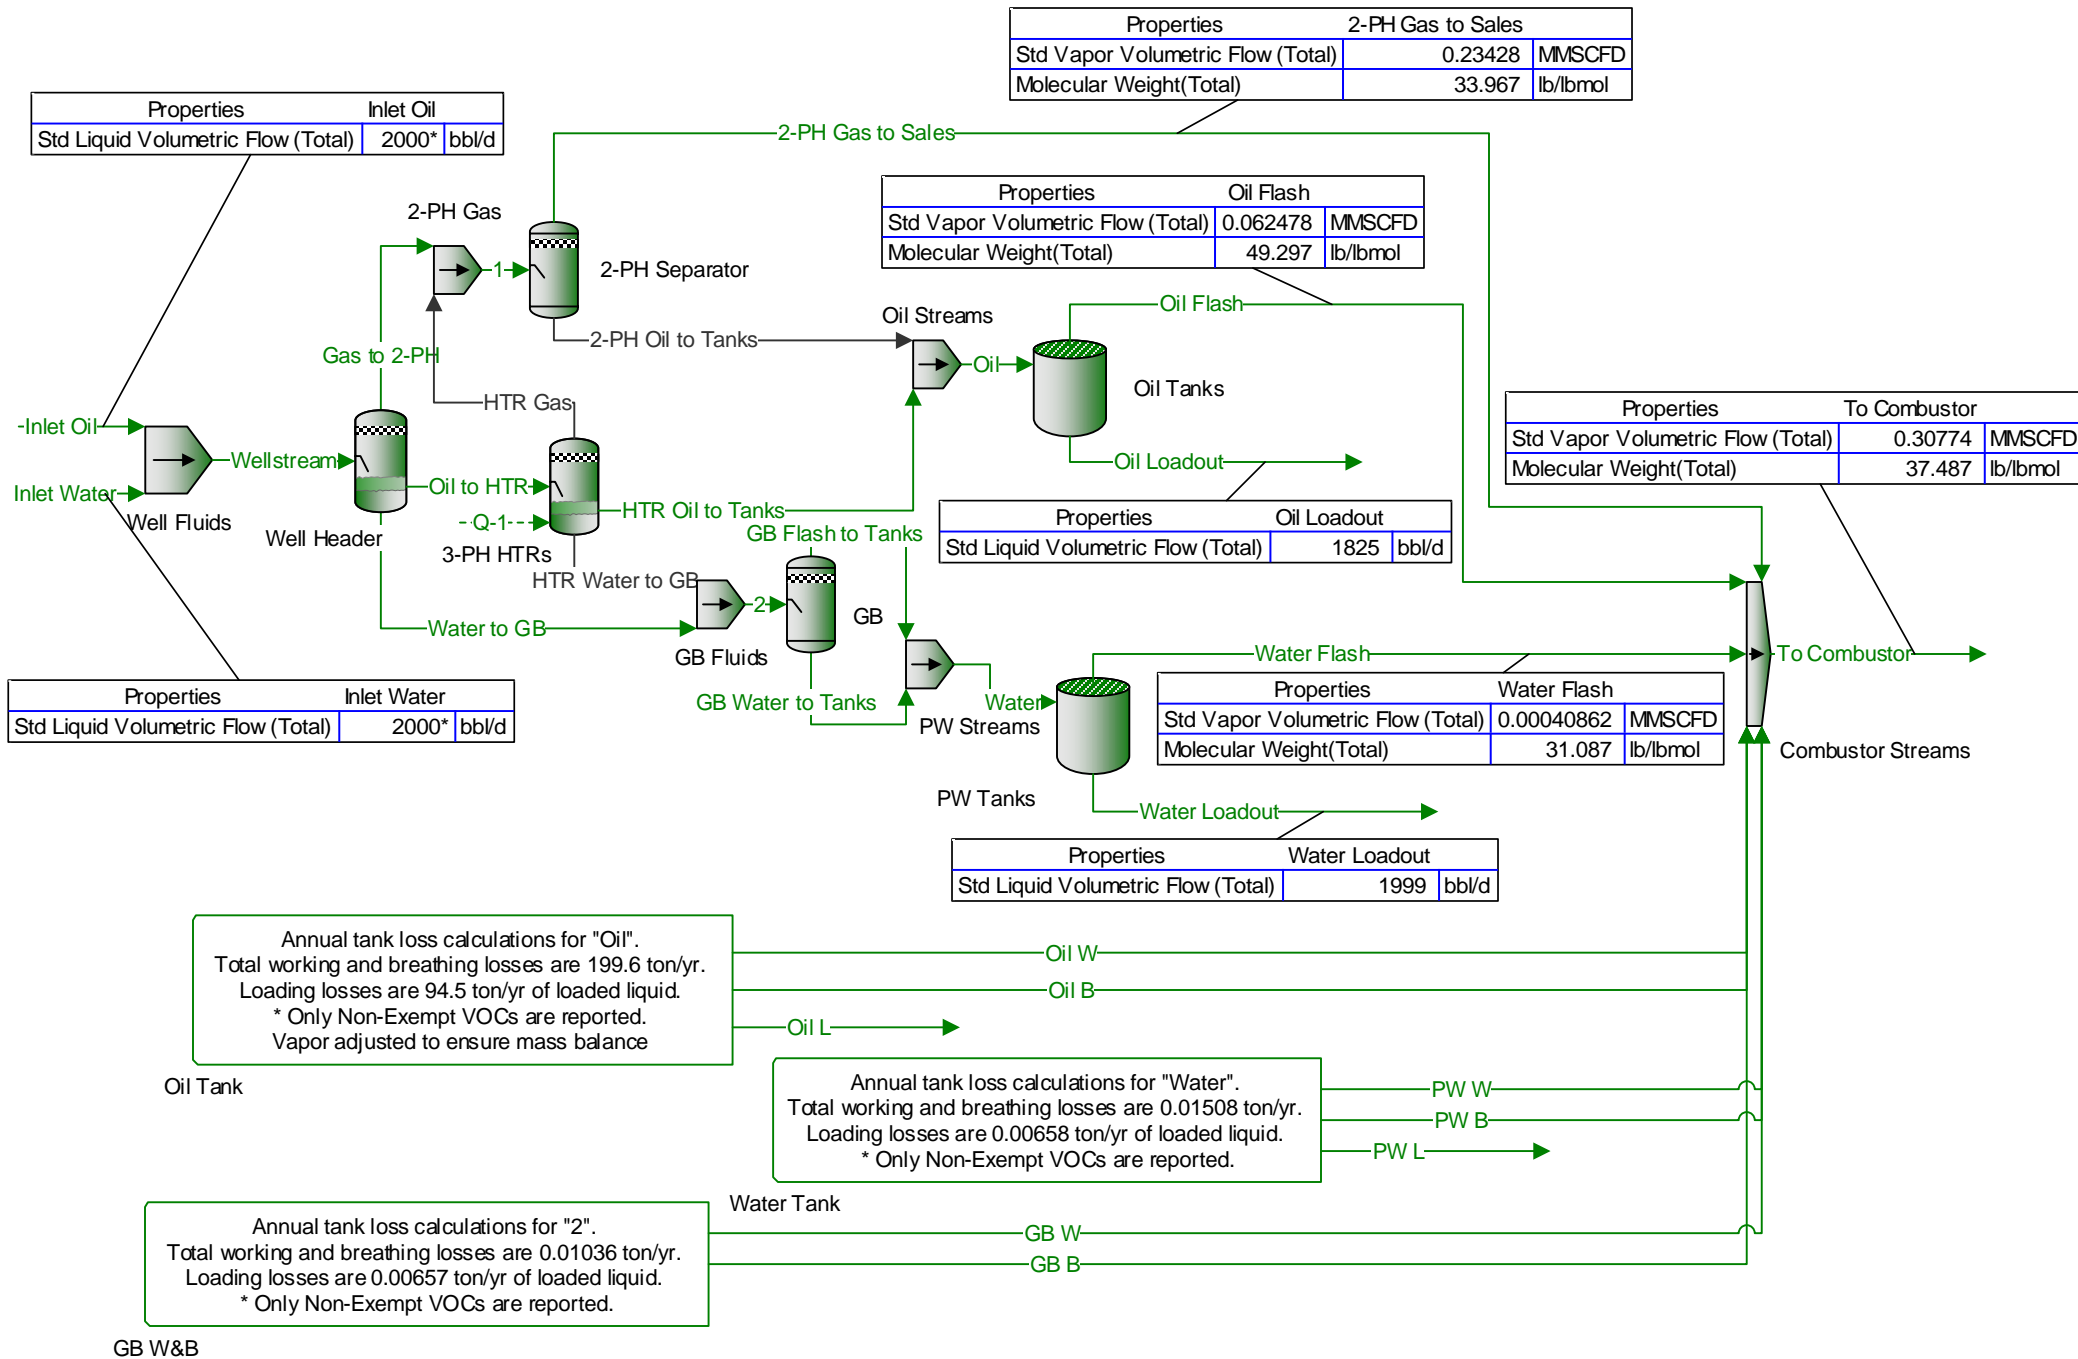 Properties 2-PH Gas to Sales
Std Vapor Volumetric Flow (Total) 0.23428 MMSCFD
Molecular Weight(Total) 33.967 lb/lbmol
Properties Inlet Oil
Std Liquid Volumetric Flow (Total) 2000* bbl/d
2-PH Gas to Sales
Properties Oil Flash
Std Vapor Volumetric Flow (Total) 0.062478 MMSCFD
Molecular Weight(Total) 49.297 lb/lbmol
2-PH Gas
1
2-PH Separator
Oil Flash
Oil Streams
2-PH Oil to Tanks
Gas to 2-PH
Oil
Oil Tanks
HTR Gas
Properties To Combustor
Std Vapor Volumetric Flow (Total) 0.30774 MMSCFD
Molecular Weight(Total) 37.487 lb/lbmol
Inlet Oil
Wellstream
Oil Loadout
Oil to HTR
Inlet Water
Well Fluids
Well Header
Q-1
3-PH HTRs
HTR Oil to Tanks
Properties Oil Loadout
Std Liquid Volumetric Flow (Total) 1825 bbl/d
GB Flash to Tanks
HTR Water to GB
2
GB
Water to GB
GB Fluids
Water Flash
To Combustor
Properties Inlet Water
Std Liquid Volumetric Flow (Total) 2000* bbl/d
GB Water to Tanks
Water
PW Streams
Properties Water Flash
Std Vapor Volumetric Flow (Total) 0.00040862 MMSCFD
Molecular Weight(Total) 31.087 lb/lbmol
Combustor Streams
PW Tanks
Water Loadout
Properties Water Loadout
Std Liquid Volumetric Flow (Total) 1999 bbl/d
Annual tank loss calculations for "Oil".
Total working and breathing losses are 199.6 ton/yr.
Loading losses are 94.5 ton/yr of loaded liquid.
* Only Non-Exempt VOCs are reported.
Vapor adjusted to ensure mass balance
Oil W
Oil B
Oil L
Oil Tank
Annual tank loss calculations for "Water".
Total working and breathing losses are 0.01508 ton/yr.
Loading losses are 0.00658 ton/yr of loaded liquid.
* Only Non-Exempt VOCs are reported.
PW W
PW B
PW L
Water Tank
Annual tank loss calculations for "2".
Total working and breathing losses are 0.01036 ton/yr.
Loading losses are 0.00657 ton/yr of loaded liquid.
* Only Non-Exempt VOCs are reported.
GB W
GB B
GB W&B